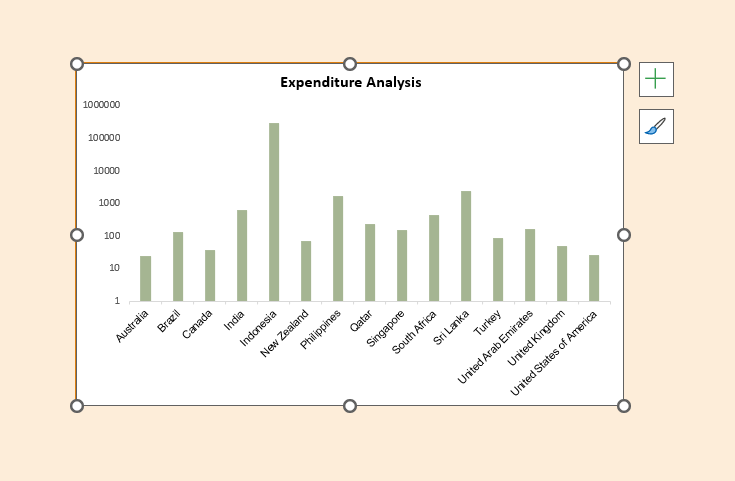 Expenditure Analysis
1000000
100000
10000
1000
100
10
1
Australia
Brazil
Canada
India
Indonesia
New Zealand
Philippines
Qatar
Singapore
South Africa
Sri Lanka
Turkey
United Arab Emirates
United Kingdom
United States of America